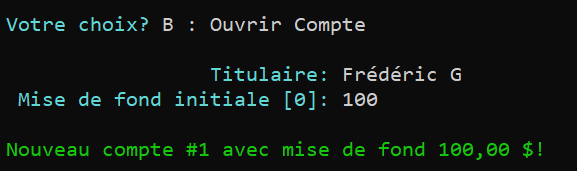 Votre choix? B : Ouvrir Compte
Titulaire: Frédéric G
Mise de fond initiale [0]: 100
Nouveau compte #1 avec mise de fond 100,00 $!